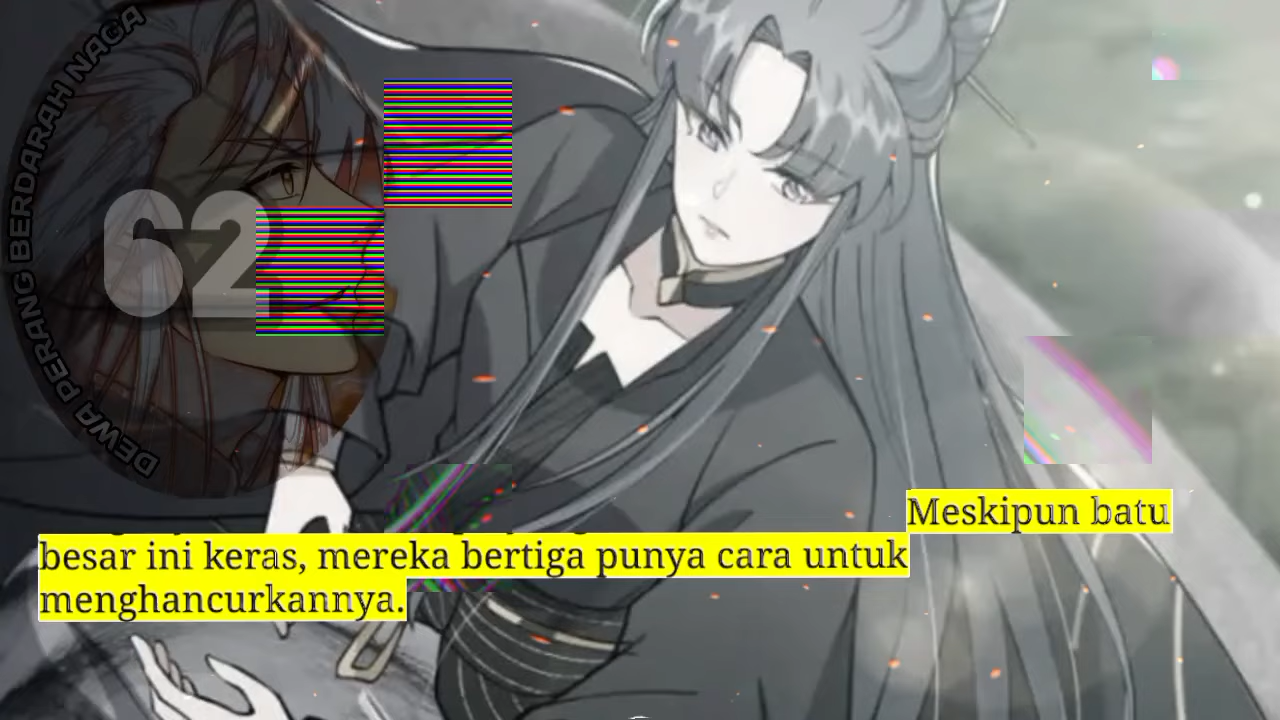 DEWA PERANG BERDARAH NAGA
62
Meskipun batu
besar ini keras, mereka bertiga punya cara untuk
menghancurkannya.